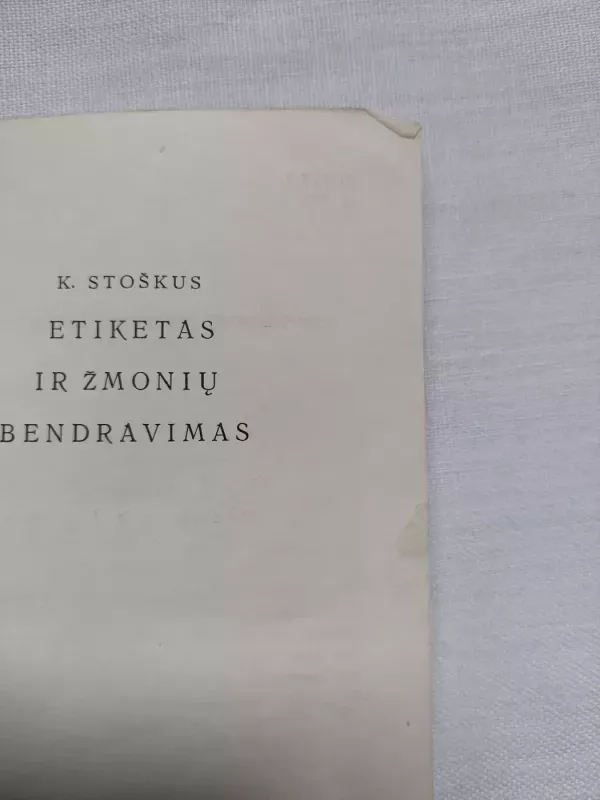 K. STOŠKUS
ETIKETAS
IR ŽMONIŲ
BENDRAVIMAS